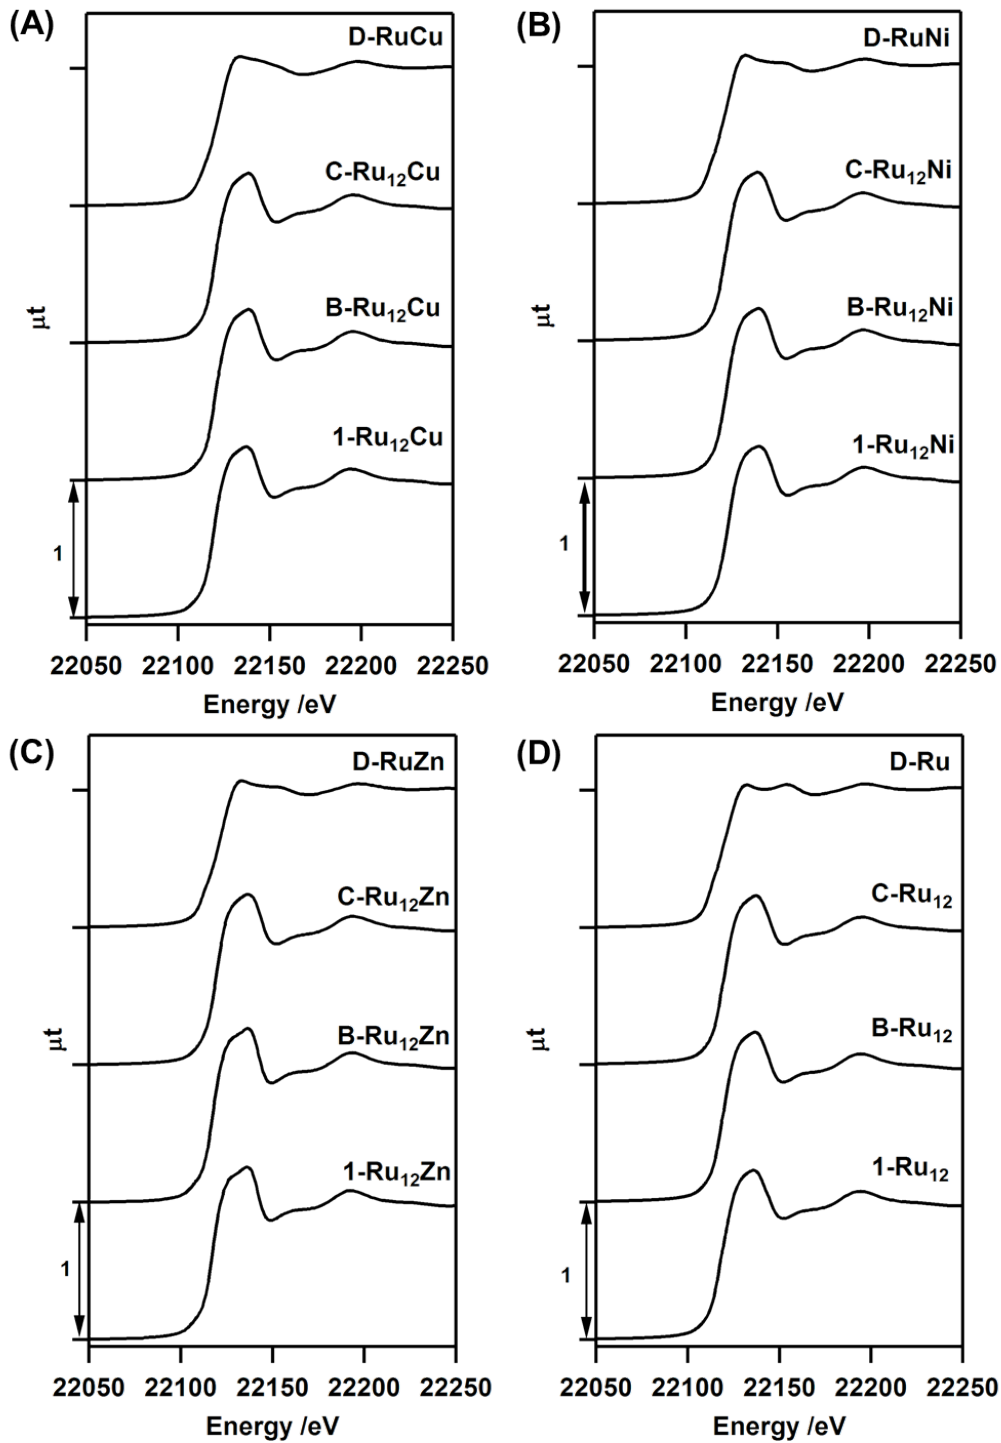 (A)
D-RuCu
C-Ru₁₂Cu
B-Ru₁₂Cu
1-Ru₁₂Cu
μt
1
22050 22100 22150 22200 22250
Energy /eV
(B)
D-RuNi
C-Ru₁₂Ni
B-Ru₁₂Ni
1-Ru₁₂Ni
μt
1
22050 22100 22150 22200 22250
Energy /eV
(C)
D-RuZn
C-Ru₁₂Zn
B-Ru₁₂Zn
1-Ru₁₂Zn
μt
1
22050 22100 22150 22200 22250
Energy /eV
(D)
D-Ru
C-Ru₁₂
B-Ru₁₂
1-Ru₁₂
μt
1
22050 22100 22150 22200 22250
Energy /eV